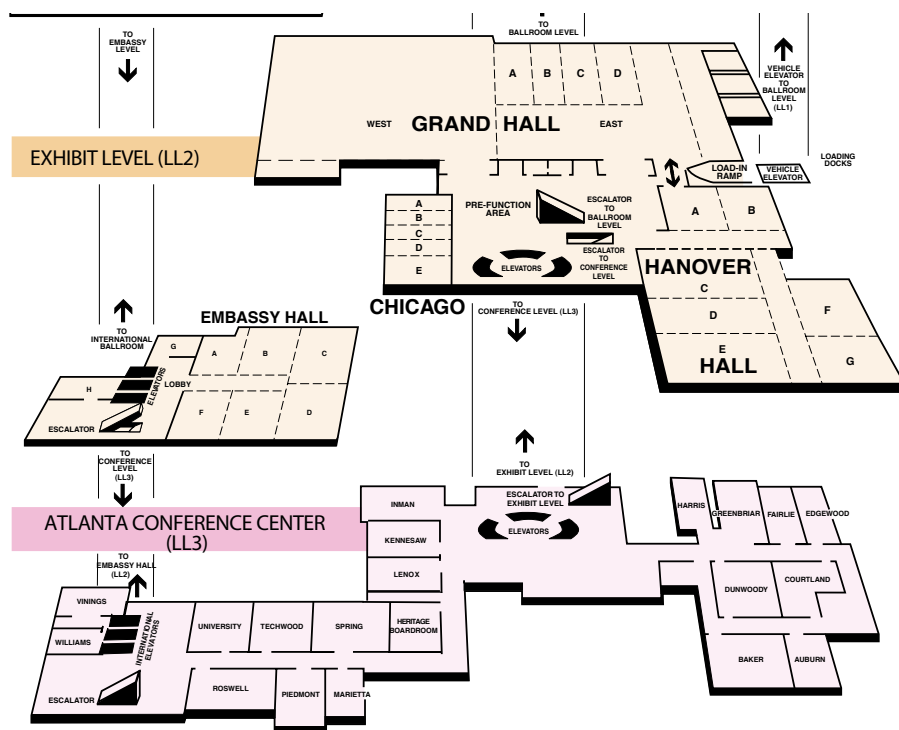 TO
EMBASSY
LEVEL
TO
BALLROOM LEVEL
VEHICLE
ELEVATOR
TO
BALLROOM
LEVEL
(LL1)
A
B
C
D
WEST
GRAND HALL
EAST
EXHIBIT LEVEL (LL2)
LOAD-IN
RAMP
VEHICLE
ELEVATOR
LOADING
DOCKS
A
B
C
D
E
PRE-FUNCTION
AREA
ESCALATOR
TO
BALLROOM
LEVEL
ESCALATOR
TO
CONFERENCE
LEVEL
ELEVATORS
A
B
HANOVER
C
D
E
HALL
F
G
CHICAGO
TO
CONFERENCE LEVEL (LL3)
TO
INTERNATIONAL
BALLROOM
EMBASSY HALL
G
A
B
C
H
LOBBY
ELEVATORS
F
E
D
ESCALATOR
TO
CONFERENCE
LEVEL
(LL3)
TO
EXHIBIT LEVEL (LL2)
ATLANTA CONFERENCE CENTER
(LL3)
INMAN
KENNESAW
LENOX
HERITAGE
BOARDROOM
ESCALATOR TO
EXHIBIT LEVEL
ELEVATORS
HARRIS
GREENBRIAR
FAIRLIE
EDGEWOOD
DUNWOODY
COURTLAND
BAKER
AUBURN
TO
EMBASSY HALL
(LL2)
VININGS
WILLIAMS
INTERNATIONAL
ELEVATORS
UNIVERSITY
TECHWOOD
SPRING
ESCALATOR
ROSWELL
PIEDMONT
MARIETTA